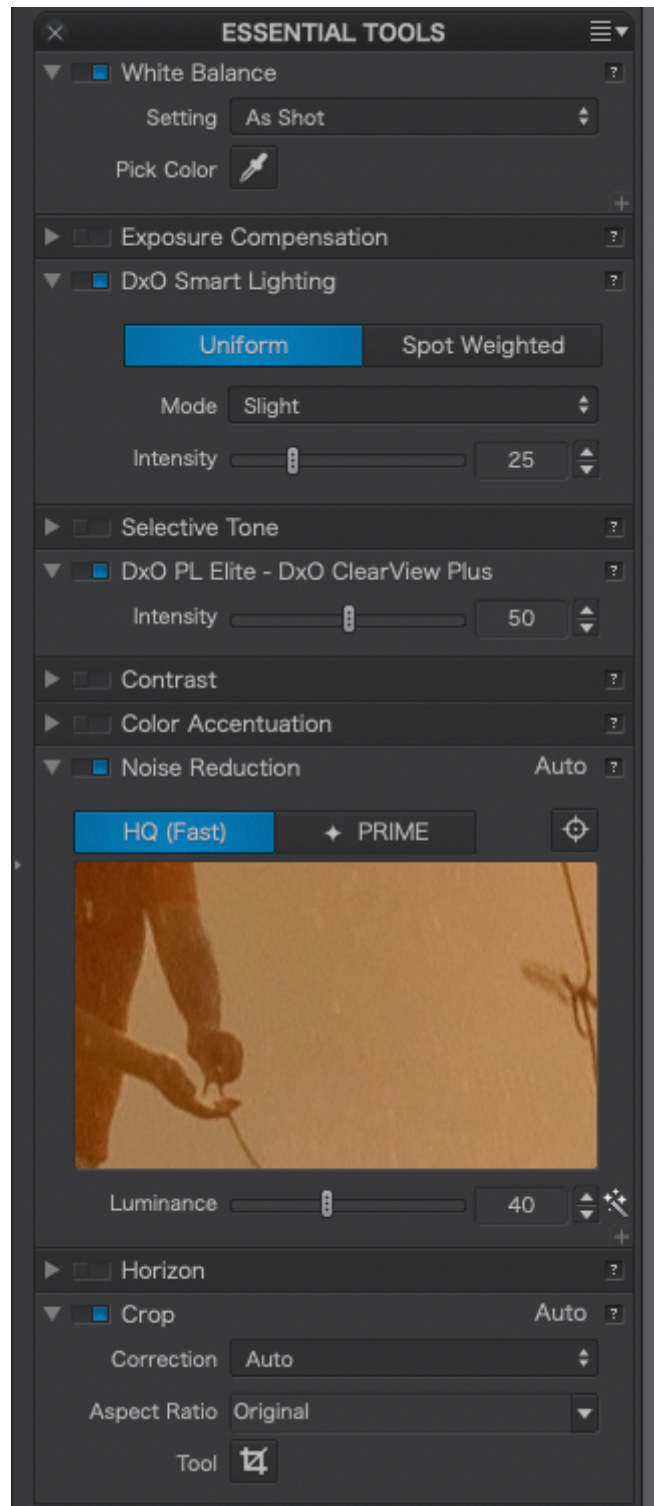 ESSENTIAL TOOLS
White Balance ?
Setting As Shot
Pick Color
Exposure Compensation ?
DxO Smart Lighting ?
Uniform Spot Weighted
Mode Slight
Intensity 25
Selective Tone ?
DxO PL Elite - DxO ClearView Plus ?
Intensity 50
Contrast ?
Color Accentuation ?
Noise Reduction Auto ?
HQ (Fast) PRIME
Luminance 40
Horizon ?
Crop Auto ?
Correction Auto
Aspect Ratio Original
Tool